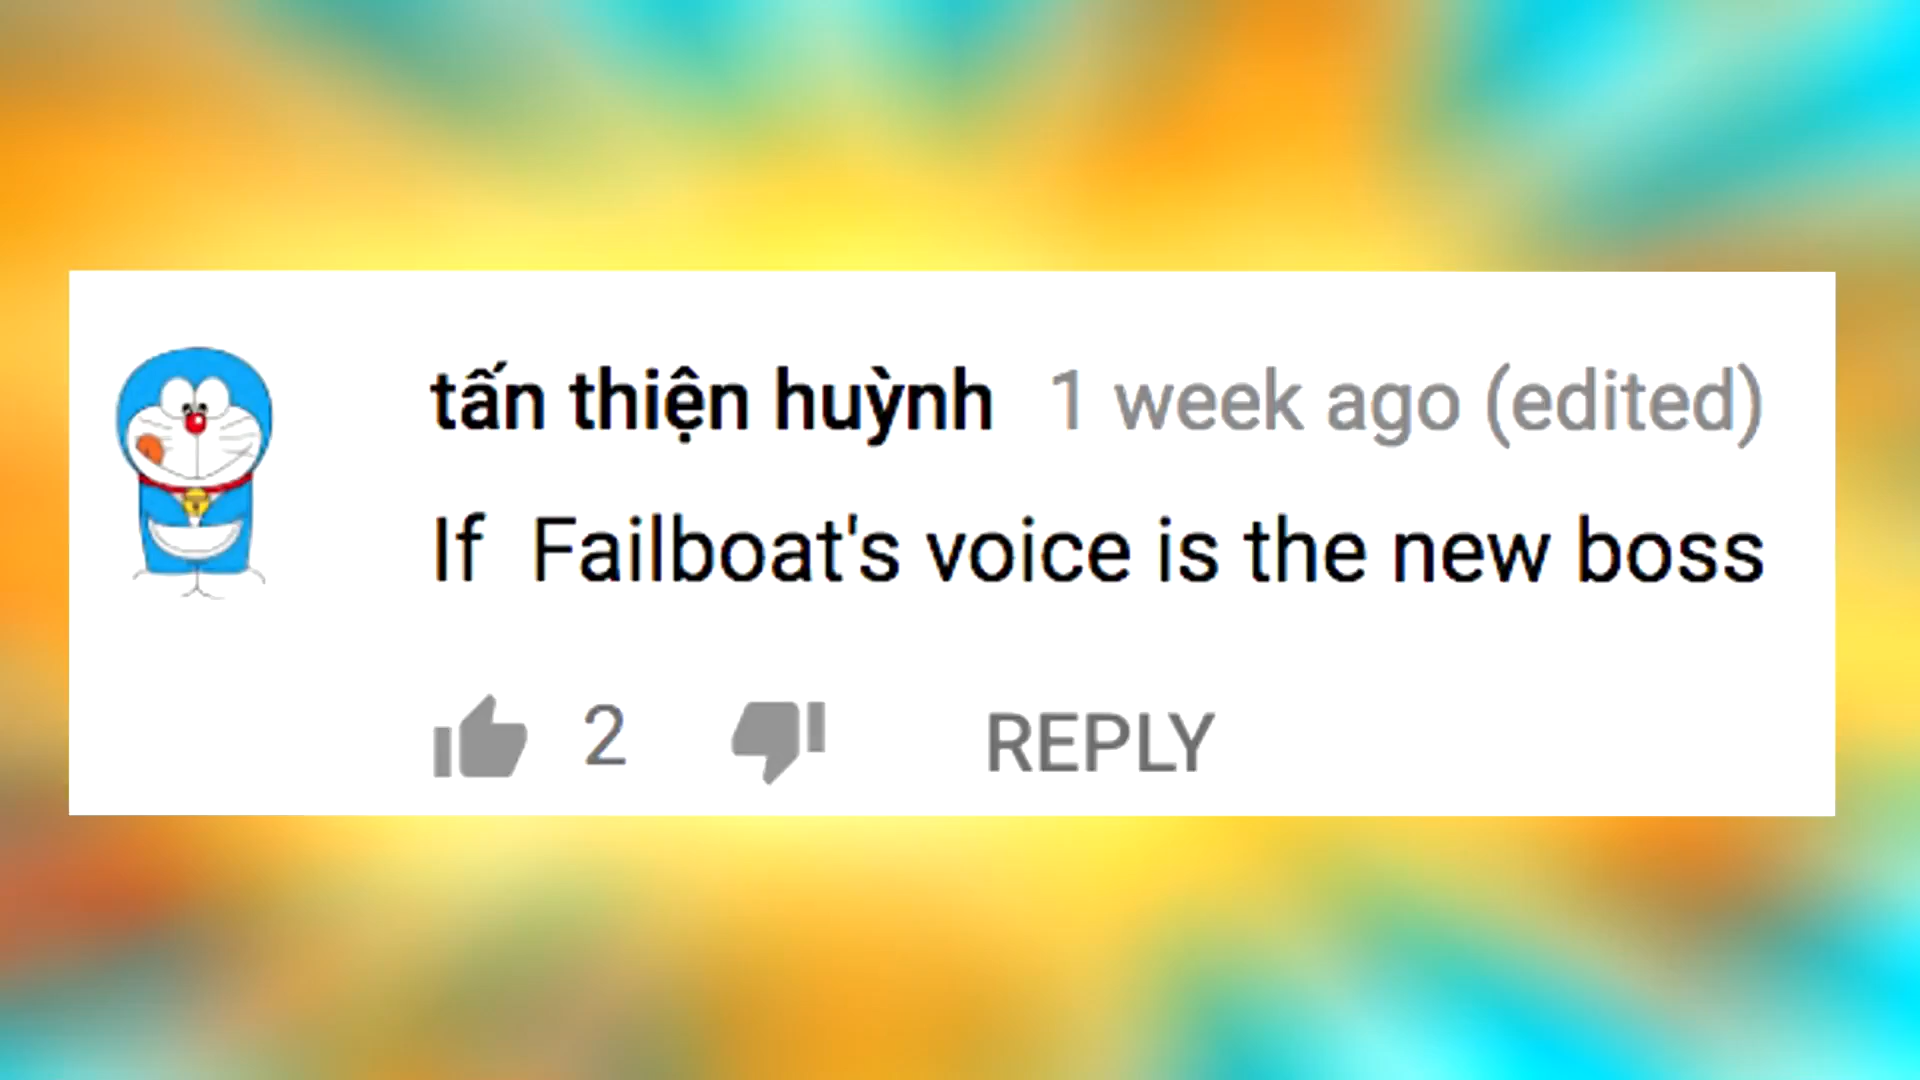 tấn thiện huỳnh 1 week ago (edited)
If  Failboat's voice is the new boss
2 REPLY